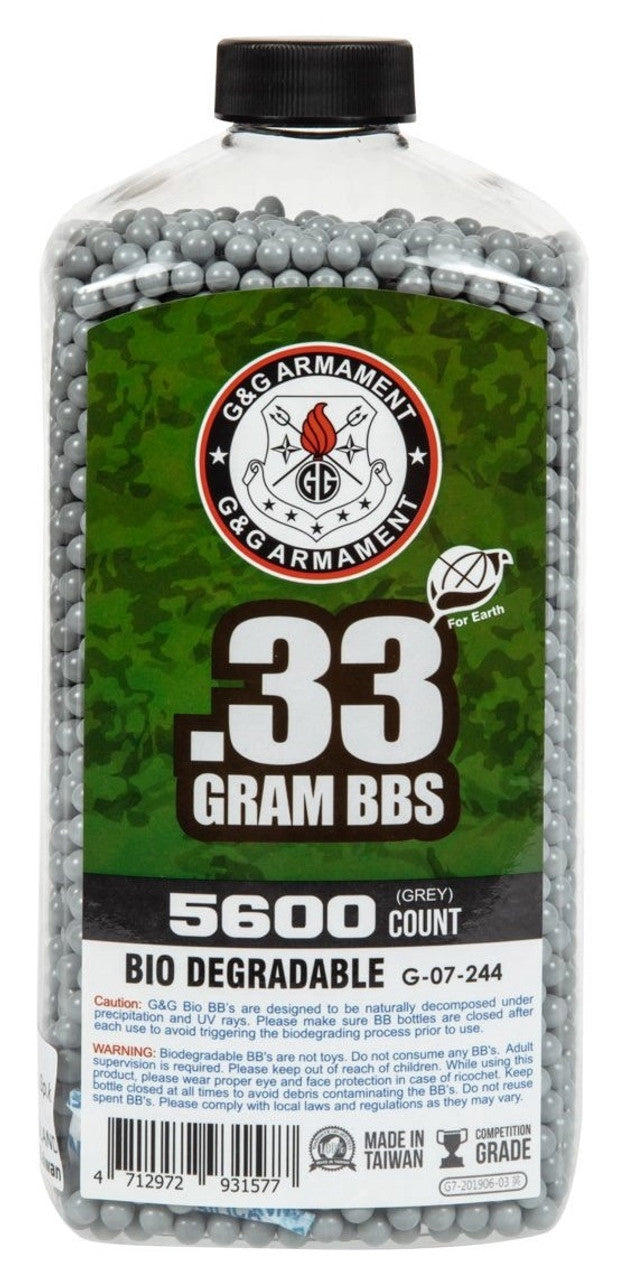 G&G ARMAMENT
GG
G&G ARMAMENT
For Earth
.33
GRAM BBS
5600 (GREY) COUNT
BIO DEGRADABLE G-07-244
Caution: G&G Bio BB's are designed to be naturally decomposed under
precipitation and UV rays. Please make sure BB bottles are closed after
each use to avoid triggering the biodegrading process prior to use.
WARNING: Biodegradable BB's are not toys. Do not consume any BB's. Adult
supervision is required. Please keep out of reach of children. While using this
product, please wear proper eye and face protection in case of ricochet. Keep
bottle closed at all times to avoid debris contaminating the BB's. Do not reuse
spent BB's. Please comply with local laws and regulations as they may vary.
4 712972 931577
100%
MADE IN
TAIWAN
COMPETITION
GRADE
G7-201906-03